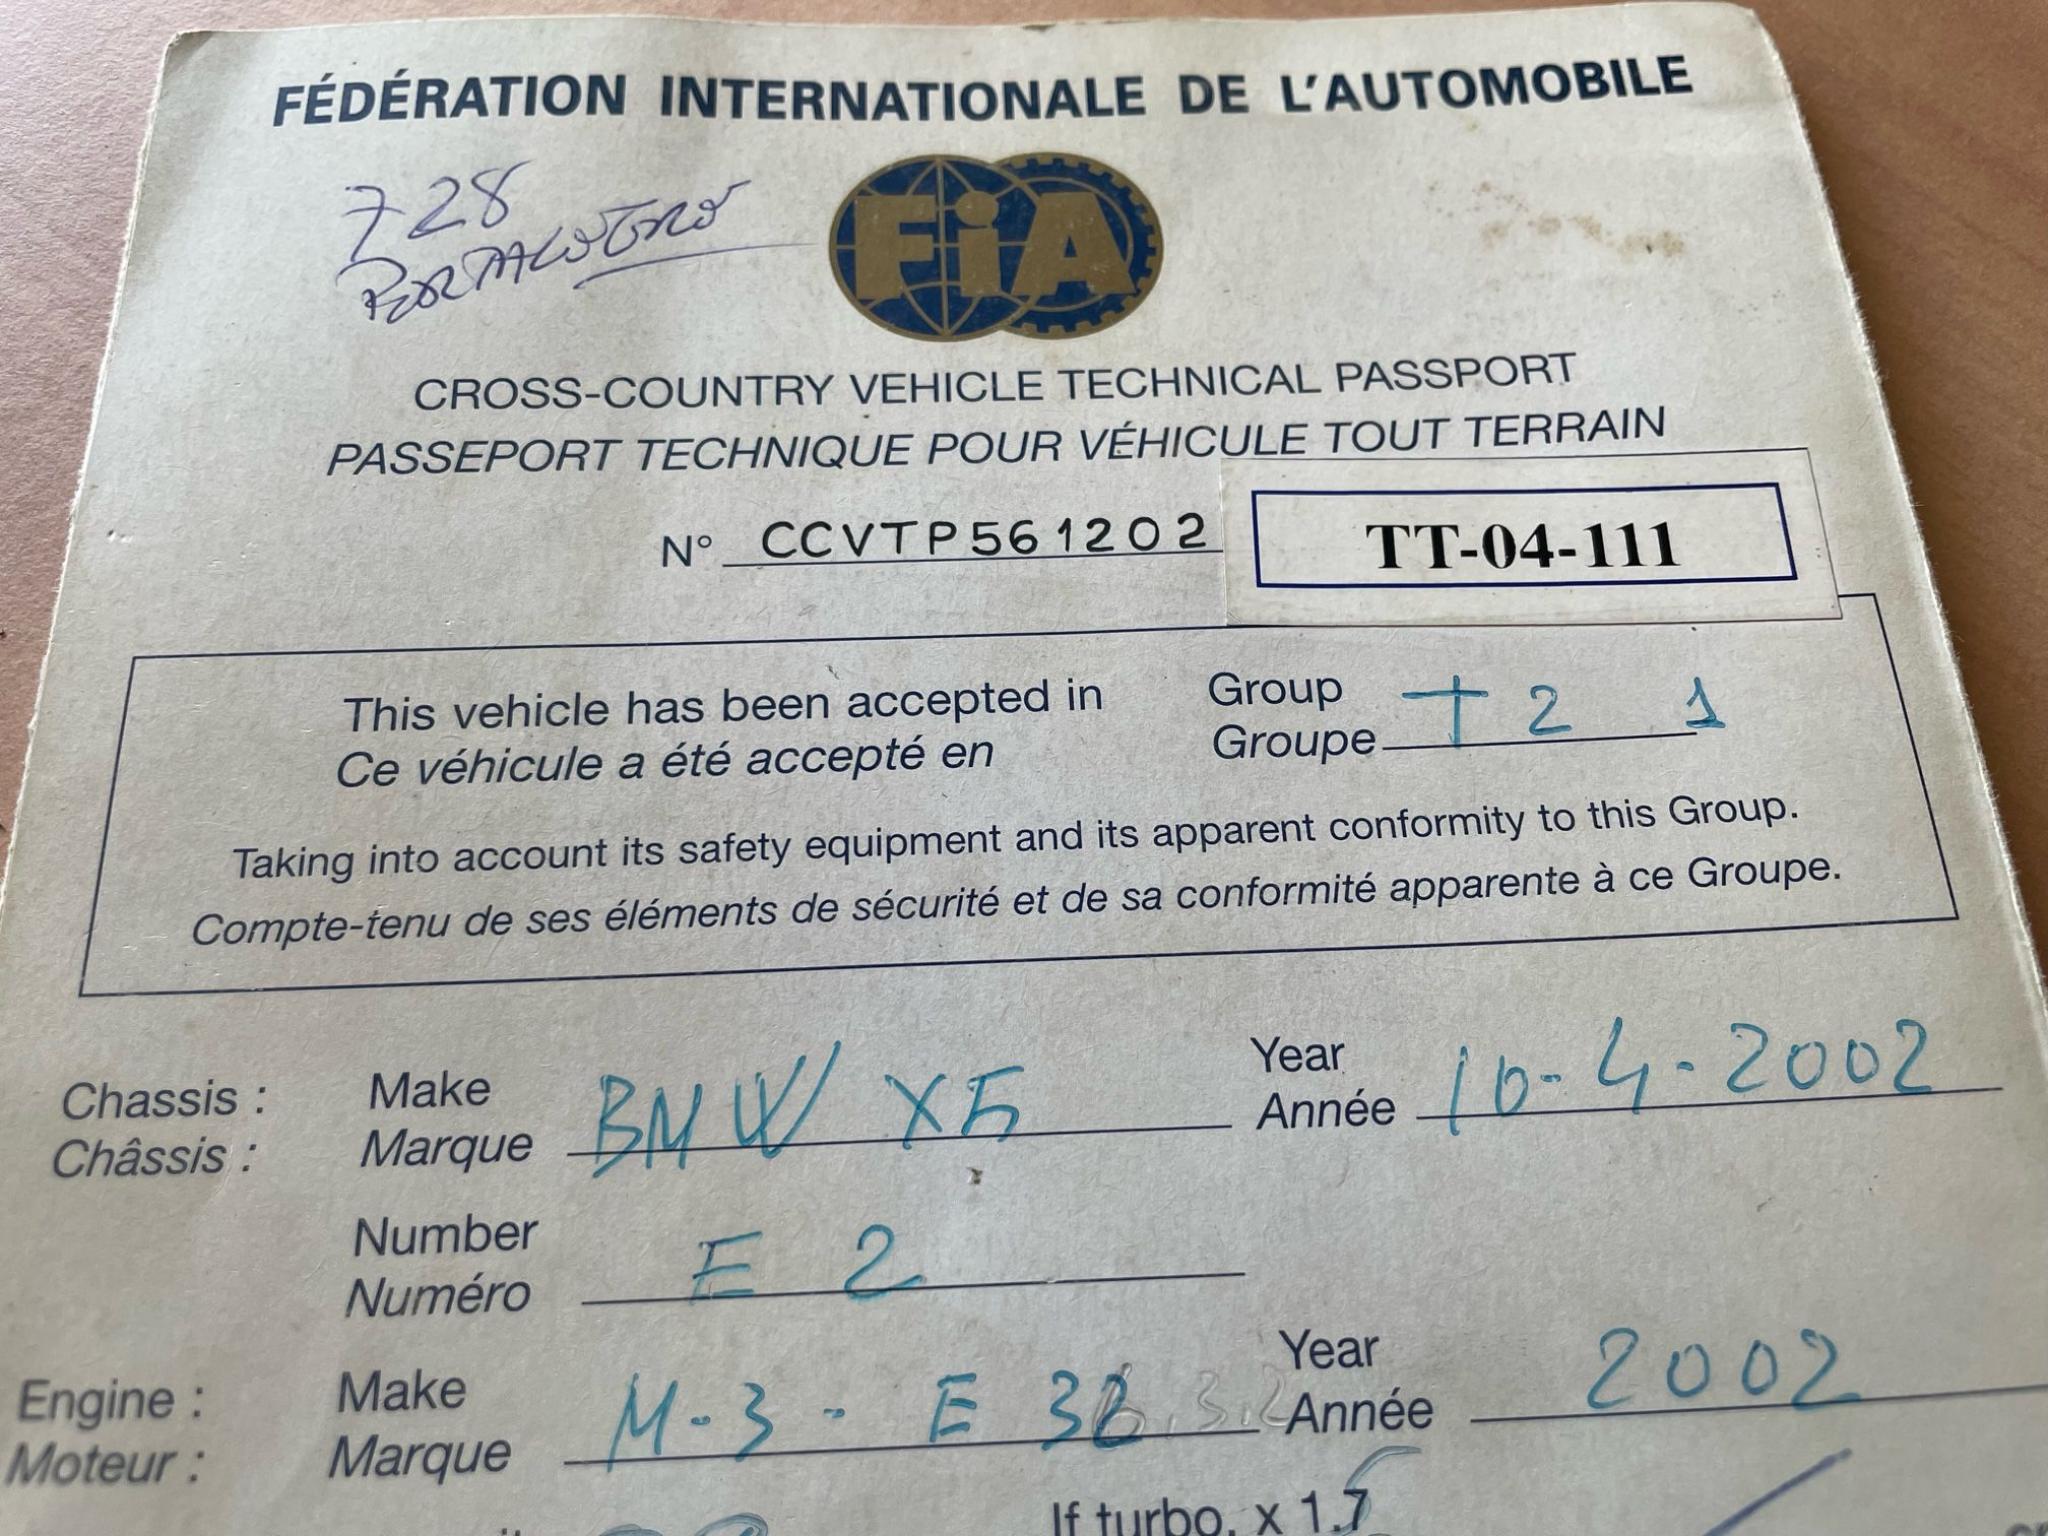 FÉDÉRATION INTERNATIONALE DE L'AUTOMOBILE
728
FiA
CROSS-COUNTRY VEHICLE TECHNICAL PASSPORT
PASSEPORT TECHNIQUE POUR VÉHICULE TOUT TERRAIN
N° CCVTP561202 TT-04-111
This vehicle has been accepted in Group T2 1
Ce véhicule a été accepté en Groupe
Taking into account its safety equipment and its apparent conformity to this Group.
Compte-tenu de ses éléments de sécurité et de sa conformité apparente à ce Groupe.
Chassis : Make BMW X5 Year 10-4-2002
Châssis : Marque Année
Number E 2
Numéro
Engine : Make M-3-E 3.2 Year 2002
Moteur : Marque Année
If turbo, x 1.7